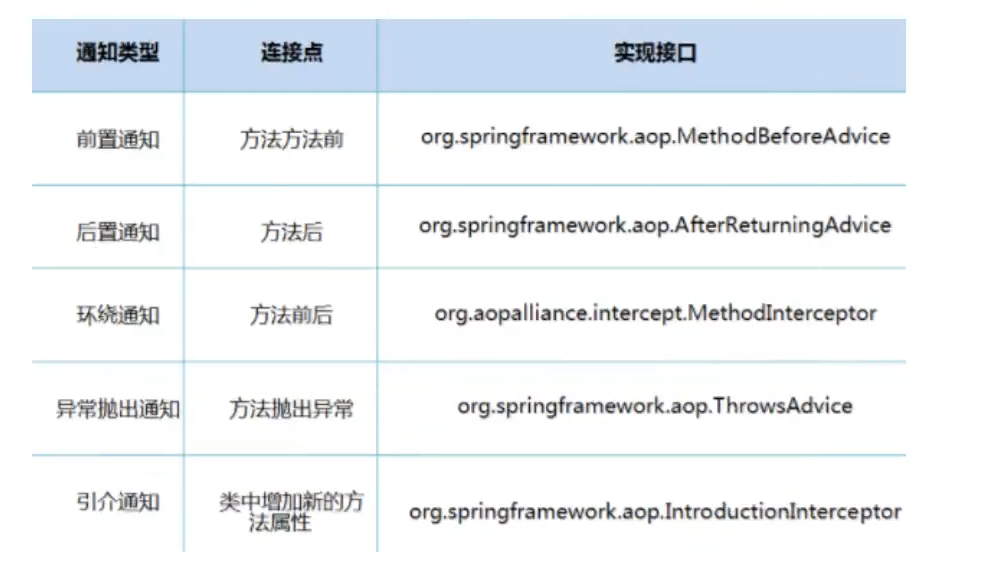 通知类型 连接点 实现接口
前置通知 方法方法前 org.springframework.aop.MethodBeforeAdvice
后置通知 方法后 org.springframework.aop.AfterReturningAdvice
环绕通知 方法前后 org.aopalliance.intercept.MethodInterceptor
异常抛出通知 方法抛出异常 org.springframework.aop.ThrowsAdvice
引介通知 类中增加新的方
法属性 org.springframework.aop.IntroductionInterceptor